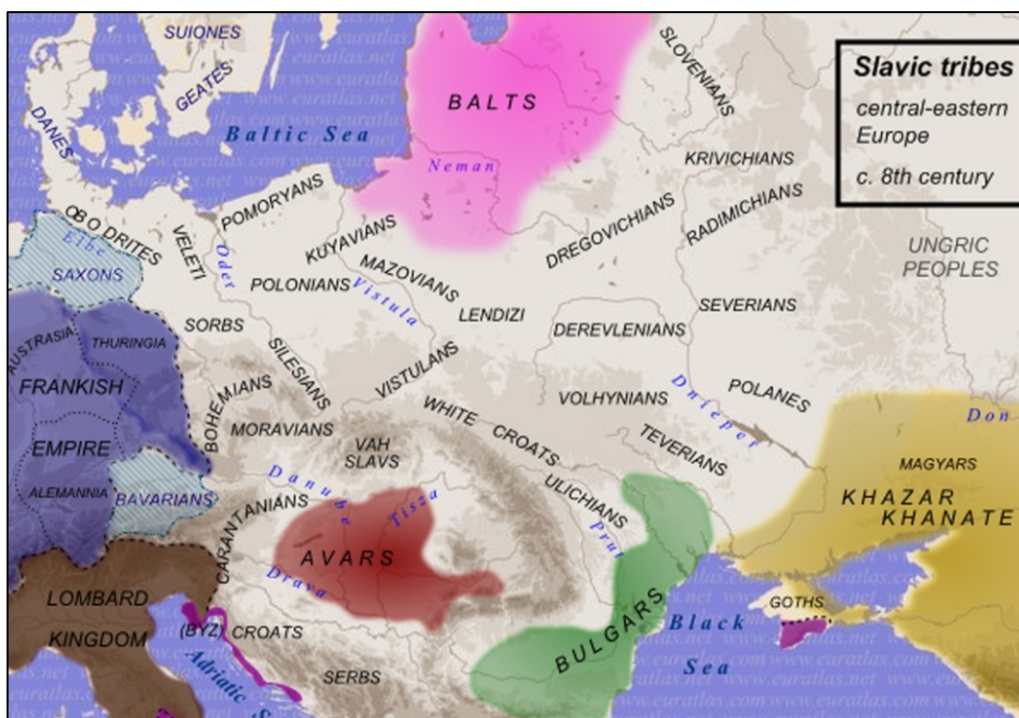 SUIONES
GEATES
DANES
Baltic Sea
BALTS
Neman
SLOVENIANS
Slavic tribes
central-eastern
Europe
c. 8th century
KRIVICHIANS
RADIMICHIANS
DREGOVICHIANS
UNGRIC
PEOPLES
POMORYANS
OBODRITES
Elbe
SAXONS
VELETI
Oder
KUYAVIANS
POLONIANS
MAZOVIANS
Vistula
LENDIZI
DEREVLENIANS
SEVERIANS
SORBS
SILESIANS
VISTULANS
AUSTRASIA
THURINGIA
FRANKISH
EMPIRE
ALEMANNIA
BAVARIANS
BOHEMIANS
MORAVIANS
VAH
SLAVS
WHITE CROATS
VOLHYNIANS
Dnieper
POLANES
TEVERIANS
ULICHIANS
Prut
Don
MAGYARS
KHAZAR
KHANATE
CARANTANIANS
Danube
Tisza
AVARS
Drava
LOMBARD
KINGDOM
(BYZ)
CROATS
SERBS
Adriatic S
BULGARS
Black
Sea
GOTHS
www.euratlas.net